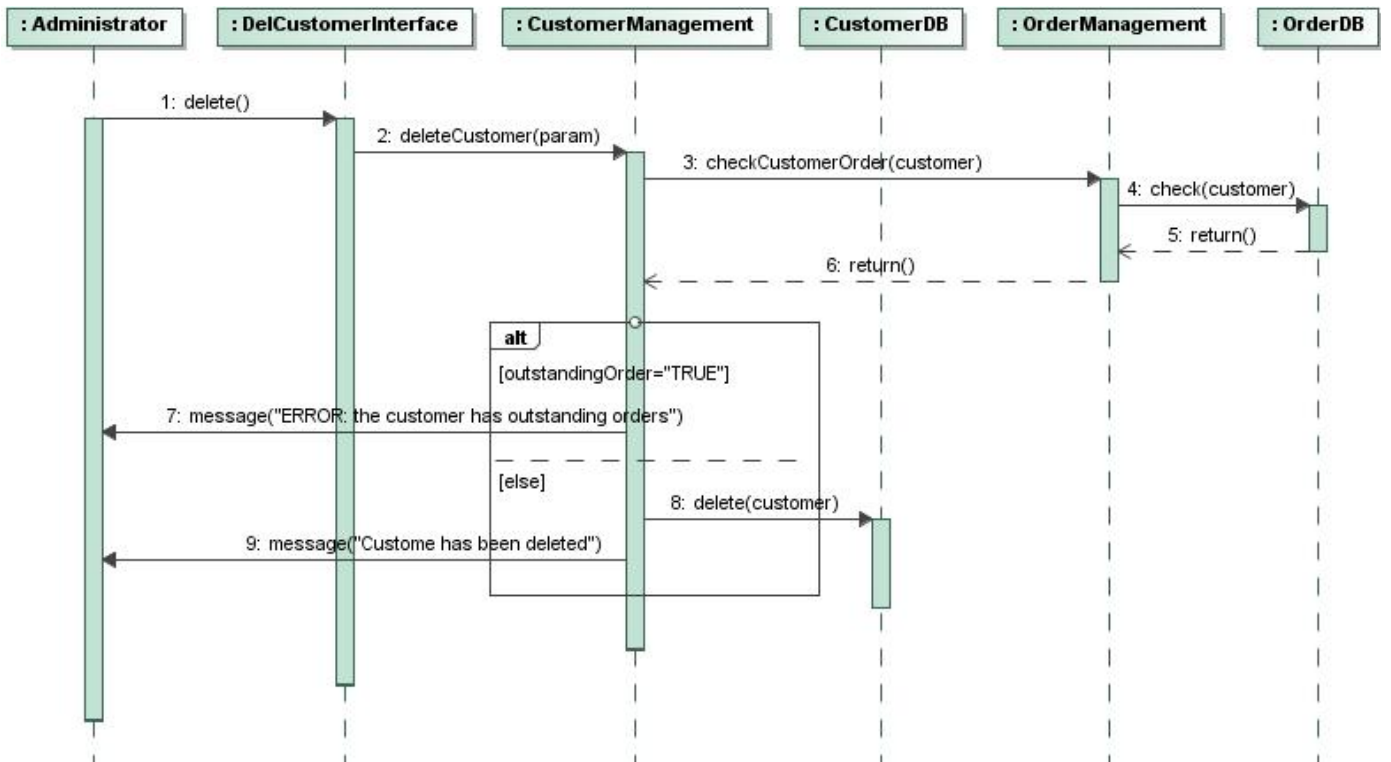 : Administrator
: DelCustomerInterface
: CustomerManagement
: CustomerDB
: OrderManagement
: OrderDB
1: delete()
2: deleteCustomer(param)
3: checkCustomerOrder(customer)
4: check(customer)
5: return()
6: return()
alt
[outstandingOrder="TRUE"]
7: message("ERROR: the customer has outstanding orders")
[else]
8: delete(customer)
9: message("Custome has been deleted")